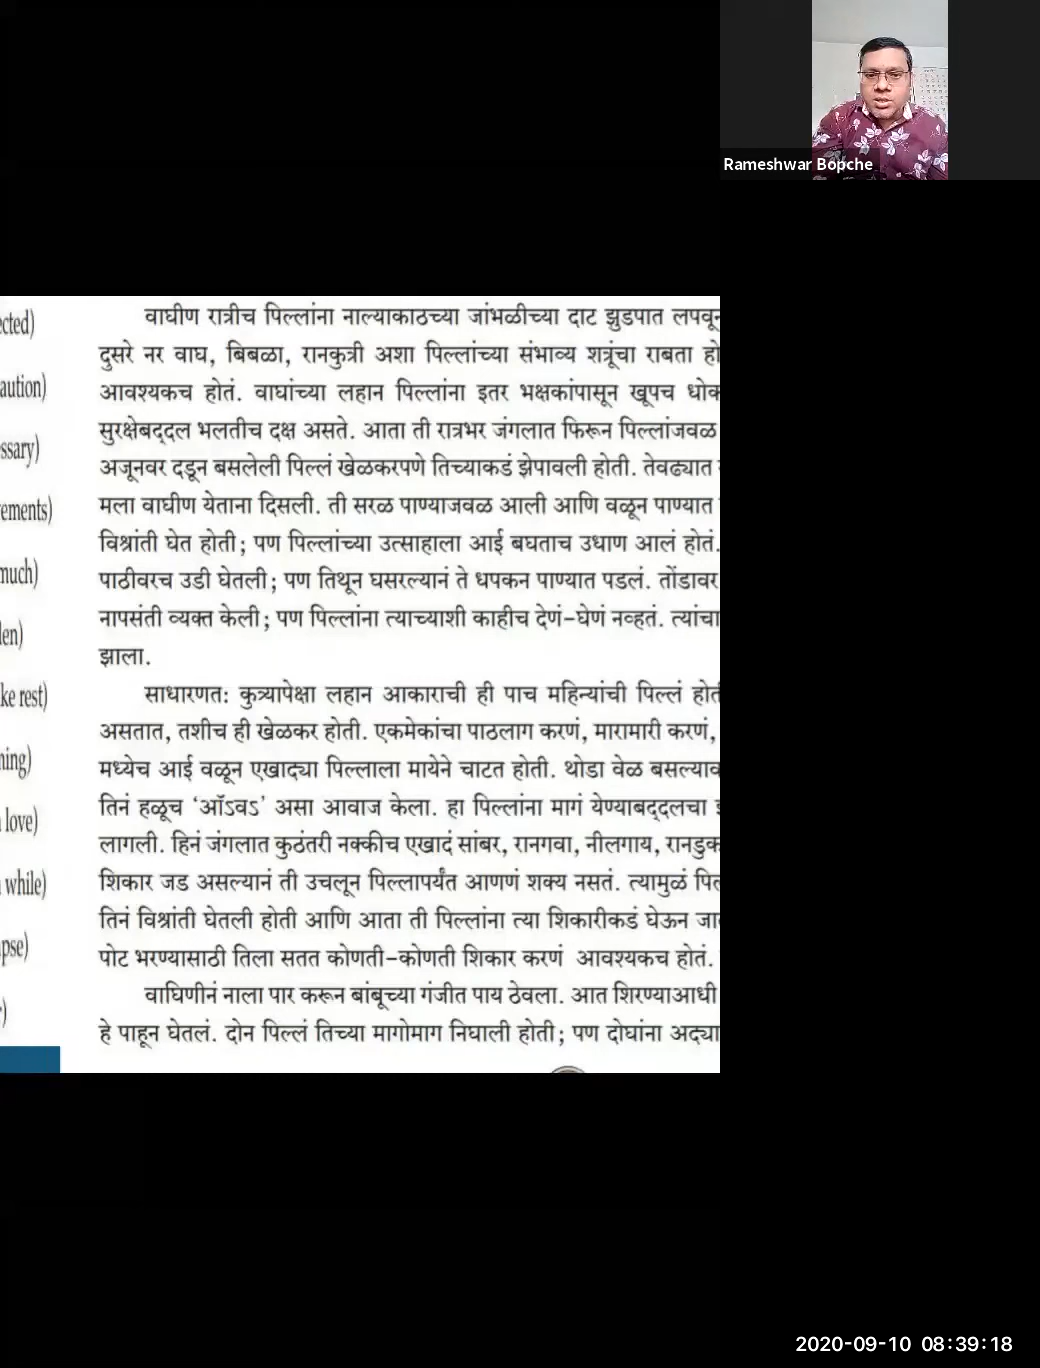 Rameshwar Bopche
वाघीण रात्रीच पिल्लांना नाल्याकाठच्या जांभळीच्या दाट झुडपात
दुसरे नर वाघ, बिबळा, रानकुत्री अशा पिल्लांच्या संभाव्य शत्रूंचा राबता
आवश्यकच होतं. वाघांच्या लहान पिल्लांना इतर भक्षकांपासून खूपच
सुरक्षेबद्दल भलतीच दक्ष असते. आता ती रात्रभर जंगलात फिरून पिल्लांजवळ
अजूनवर दडून बसलेली पिल्लं खेळकरपणे तिच्याकडं झेपावली होती. तेवढ्यात
मला वाघीण येताना दिसली. ती सरळ पाण्याजवळ आली आणि वळून पाण्यात
विश्रांती घेत होती; पण पिल्लांच्या उत्साहाला आई बघताच उधाण आलं होतं.
पाठीवरच उडी घेतली; पण तिथून घसरल्यानं ते धपकन पाण्यात पडलं. तोंडावर
नापसंती व्यक्त केली; पण पिल्लांना त्याच्याशी काहीच देणं-घेणं नव्हतं. त्यांचा
झाला.
साधारणत: कुत्र्यापेक्षा लहान आकाराची ही पाच महिन्यांची पिल्लं
असतात, तशीच ही खेळकर होती. एकमेकांचा पाठलाग करणं, मारामारी करणं,
मध्येच आई वळून एखाद्या पिल्लाला मायेने चाटत होती. थोडा वेळ
तिनं हळूच ‘ऑऽवऽ’ असा आवाज केला. हा पिल्लांना मागं येण्याबद्दलचा
लागली. हिनं जंगलात कुठंतरी नक्कीच एखादं सांबर, रानगवा, नीलगाय,
शिकार जड असल्यानं ती उचलून पिल्लापर्यंत आणणं शक्य नसतं. त्यामुळं
तिनं विश्रांती घेतली होती आणि आता ती पिल्लांना त्या शिकारीकडं घेऊन
पोट भरण्यासाठी तिला सतत कोणती-कोणती शिकार करणं आवश्यकच होतं.
वाघिणीनं नाला पार करून बांबूच्या गंजीत पाय ठेवला. आत शिरण्याआधी
हे पाहून घेतलं. दोन पिल्लं तिच्या मागोमाग निघाली होती; पण दोघांना
cted)
aution)
ssary)
ements)
much)
len)
ke rest)
ning)
love)
while)
pse)
2020-09-10 08:39:18